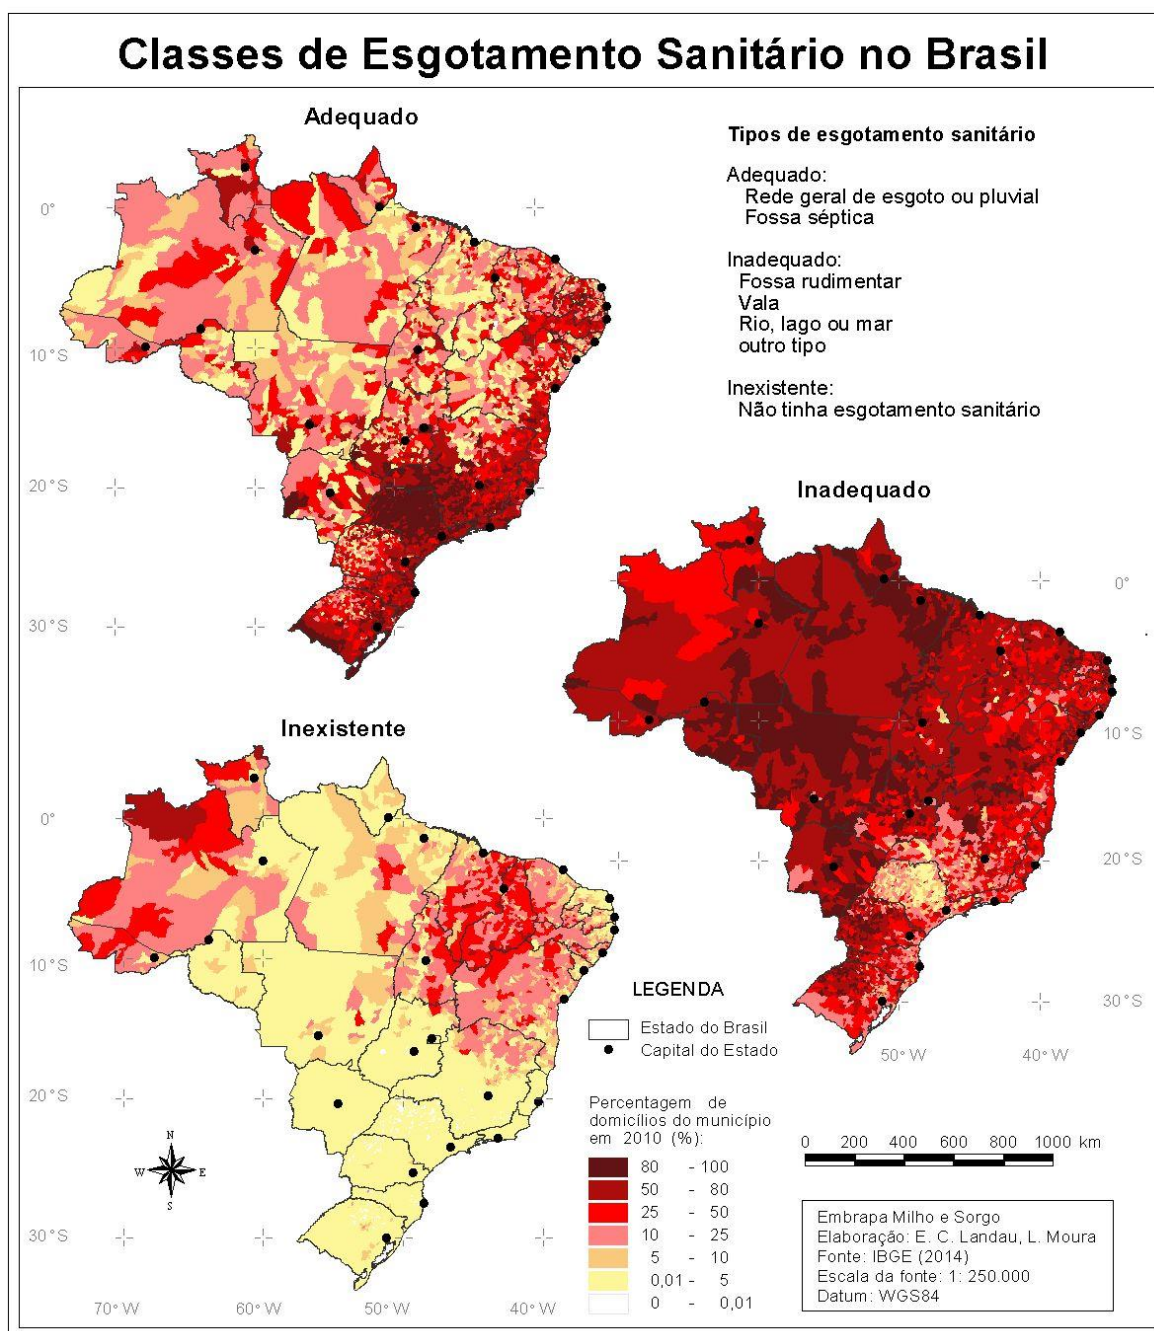 Classes de Esgotamento Sanitário no Brasil
Adequado
Tipos de esgotamento sanitário
Adequado:
Rede geral de esgoto ou pluvial
Fossa séptica
Inadequado:
Fossa rudimentar
Vala
Rio, lago ou mar
outro tipo
Inexistente:
Não tinha esgotamento sanitário
0°
10°S
20°S
30°S
Inadequado
0°
10°S
20°S
30°S
50°W
40°W
Inexistente
0°
10°S
20°S
30°S
70°W
60°W
50°W
40°W
N
W
E
S
LEGENDA
Estado do Brasil
Capital do Estado
Percentagem de
domicílios do município
em 2010 (%):
80 - 100
50 - 80
25 - 50
10 - 25
5 - 10
0,01 - 5
0 - 0,01
0 200 400 600 800 1000 km
Embrapa Milho e Sorgo
Elaboração: E. C. Landau, L. Moura
Fonte: IBGE (2014)
Escala da fonte: 1: 250.000
Datum: WGS84